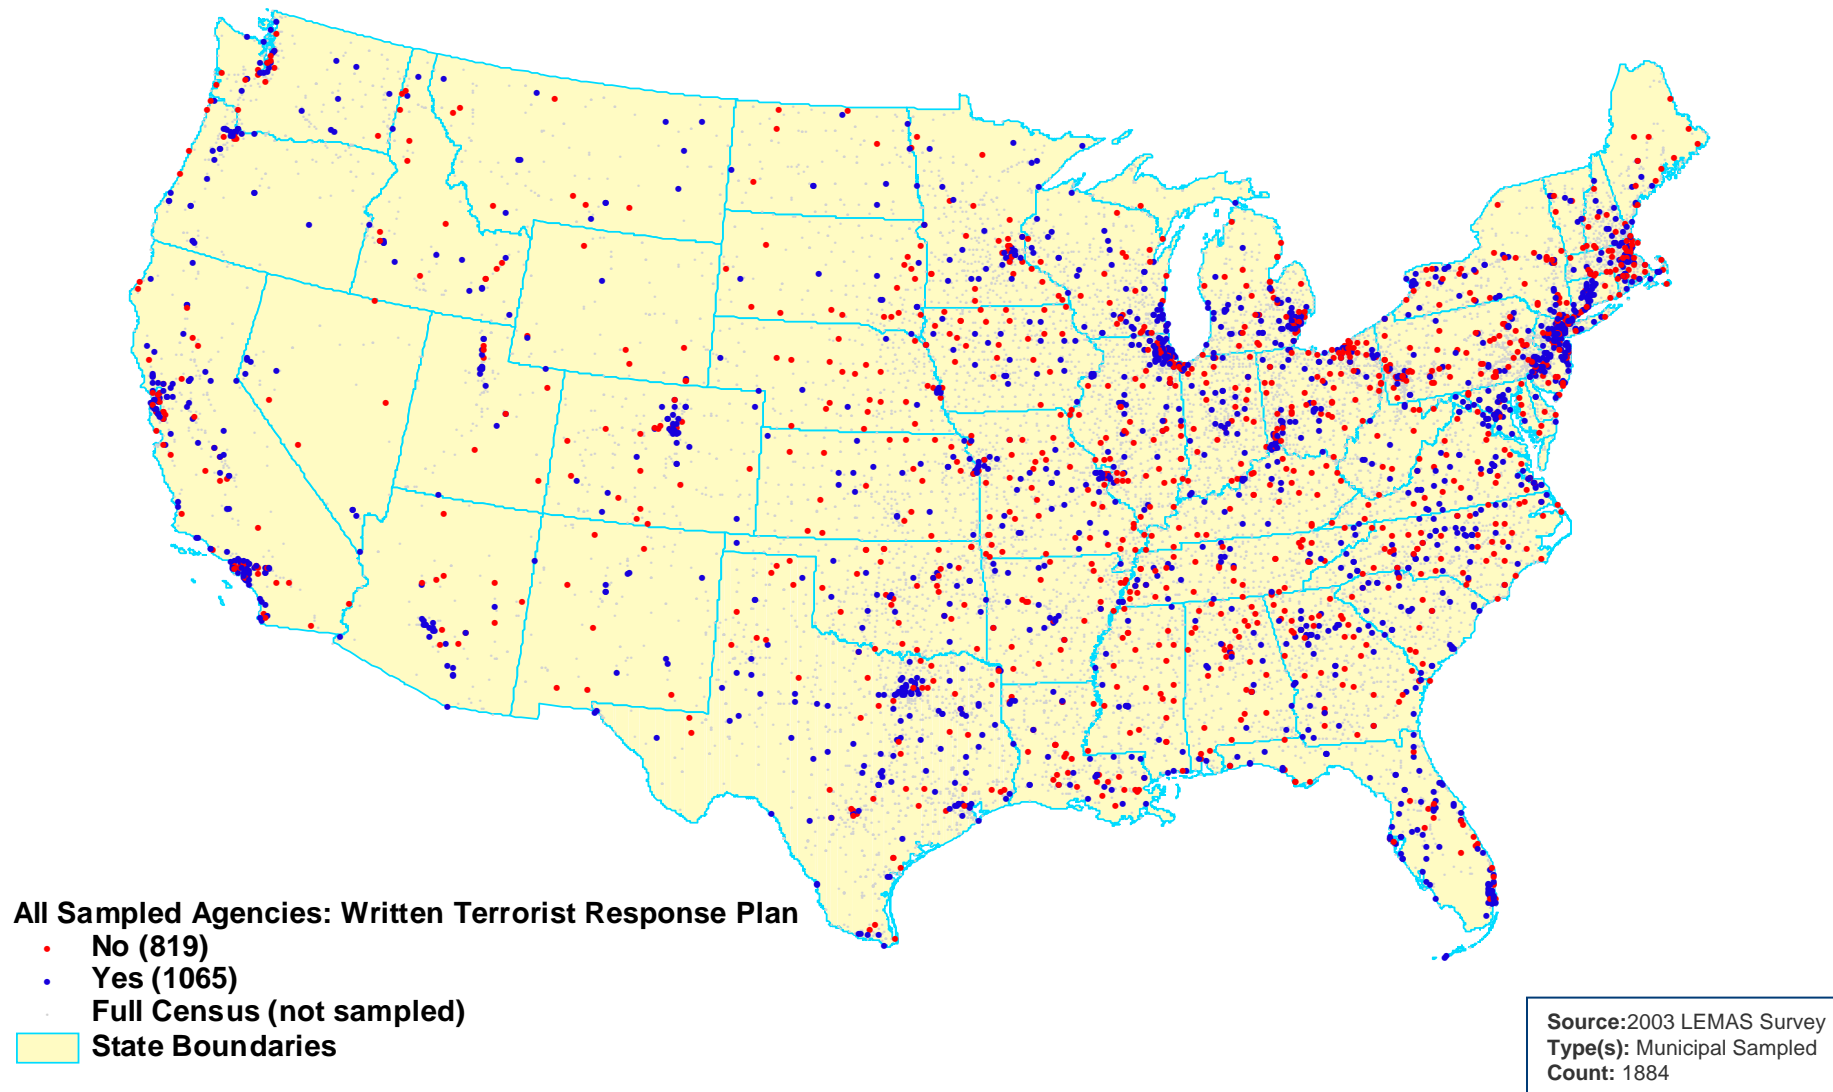 All Sampled Agencies: Written Terrorist Response Plan
No (819)
Yes (1065)
Full Census (not sampled)
State Boundaries
Source:2003 LEMAS Survey
Type(s): Municipal Sampled
Count: 1884